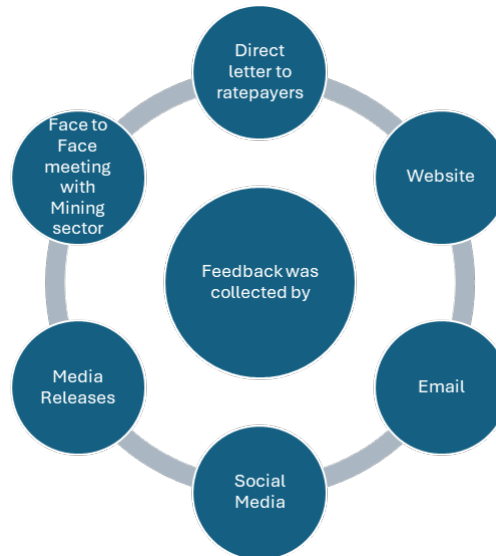 Direct
letter to
ratepayers
Website
Email
Social
Media
Media
Releases
Face to
Face
meeting
with
Mining
sector
Feedback was
collected by